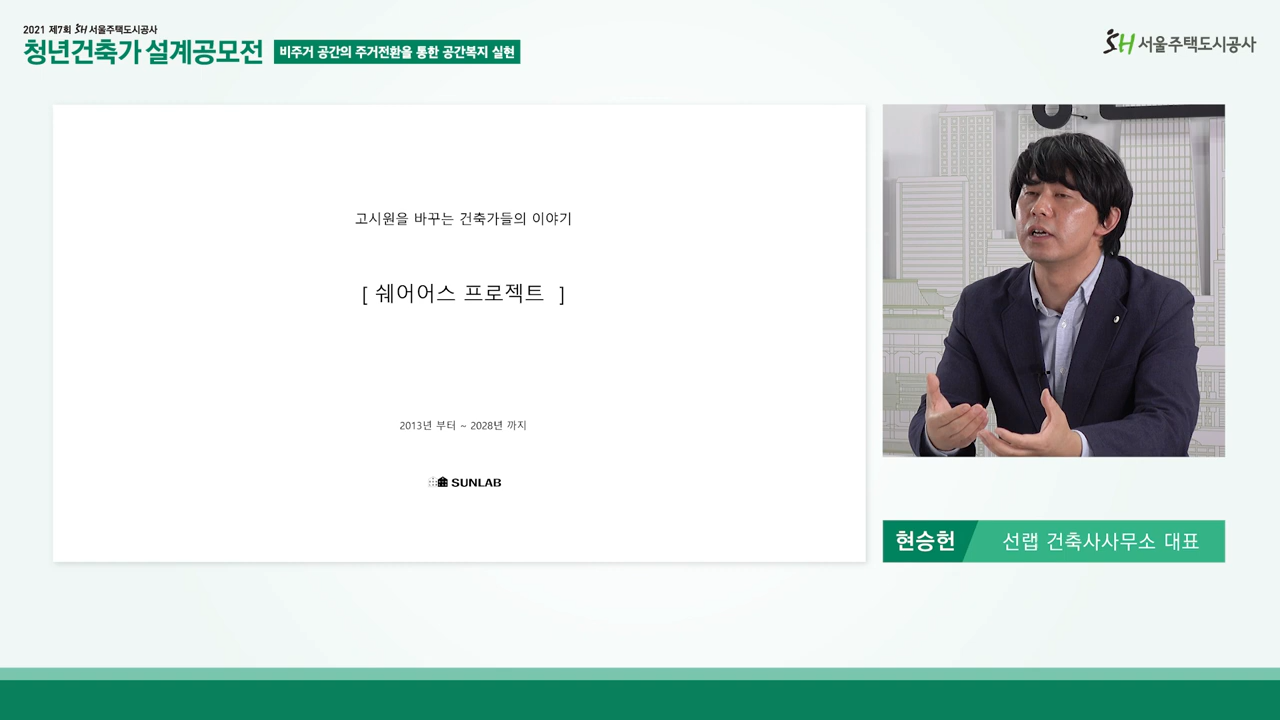 2021 제7회 SH 서울주택도시공사
청년건축가 설계공모전
비주거 공간의 주거전환을 통한 공간복지 실현
SH 서울주택도시공사
고시원을 바꾸는 건축가들의 이야기
[ 쉐어어스 프로젝트 ]
2013년 부터 ~ 2028년 까지
SUNLAB
현승헌
선랩 건축사사무소 대표